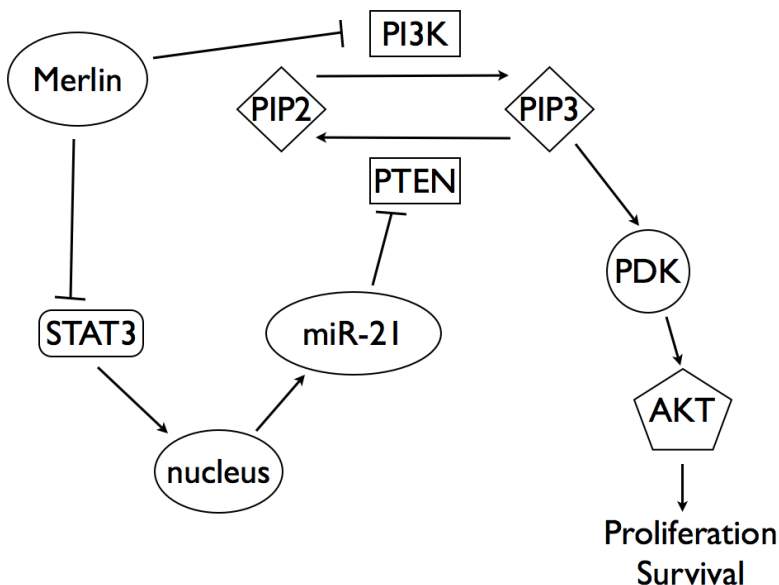 PI3K
Merlin
PIP2
PIP3
PTEN
PDK
STAT3
miR-21
AKT
nucleus
Proliferation
Survival